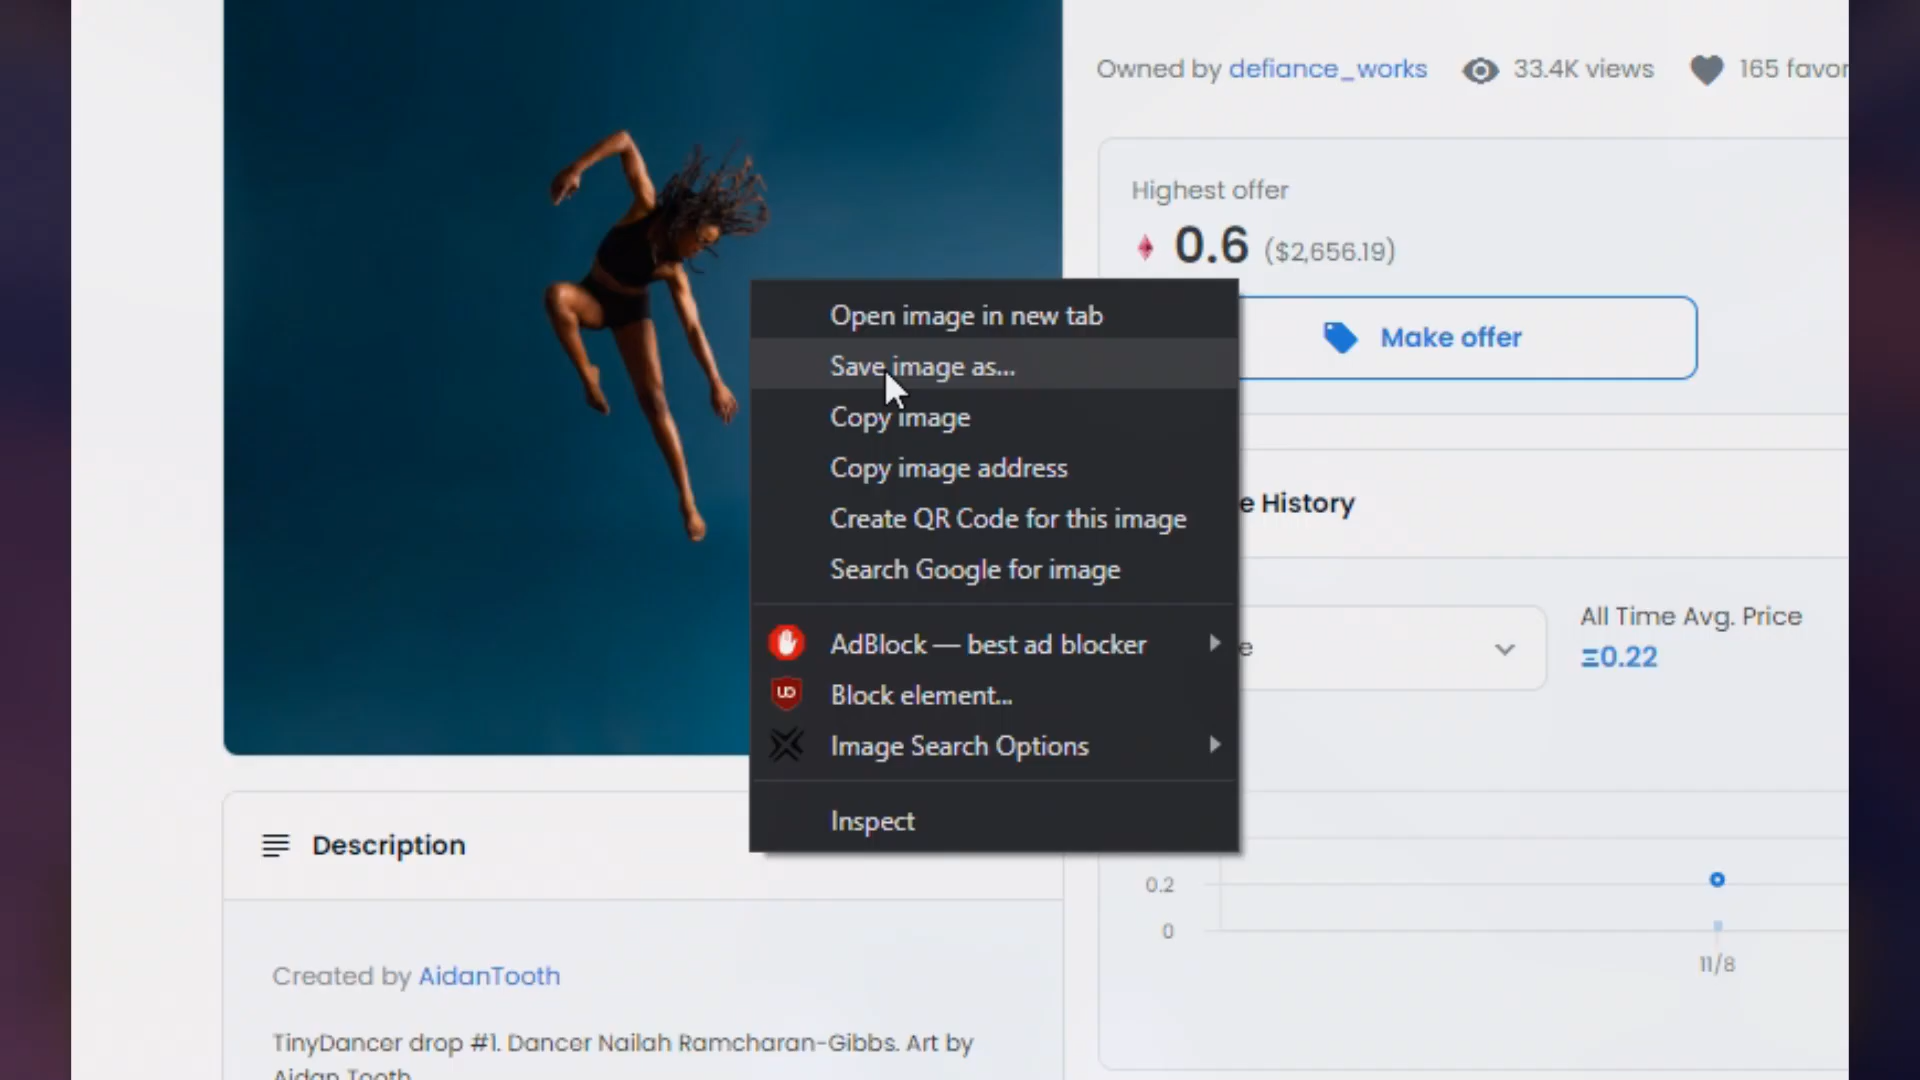 Owned by defiance_works 33.4K views 165 favor
Highest offer
0.6 ($2,656.19)
Make offer
Open image in new tab
Save image as...
Copy image
Copy image address
Create QR Code for this image
Search Google for image
AdBlock — best ad blocker
Block element...
Image Search Options
Inspect
e History
e
All Time Avg. Price
Ξ0.22
0.2
0
11/8
Description
Created by AidanTooth
TinyDancer drop #1. Dancer Nailah Ramcharan-Gibbs. Art by
Aidan Tooth